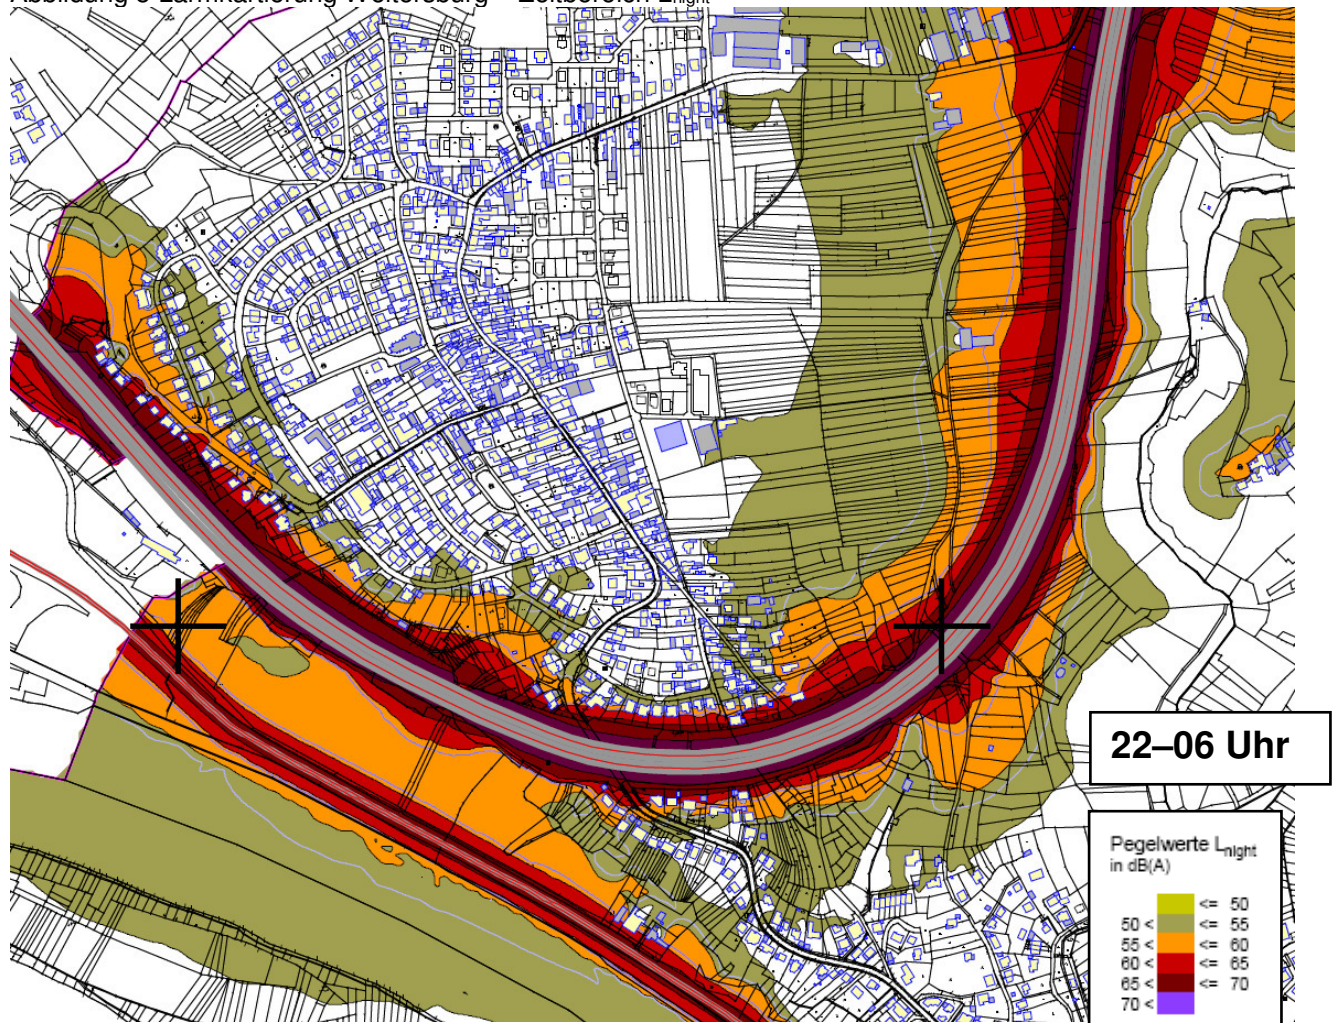 22–06 Uhr
Pegelwerte Lnight
in dB(A)
<= 50
50 < <= 55
55 < <= 60
60 < <= 65
65 < <= 70
70 <